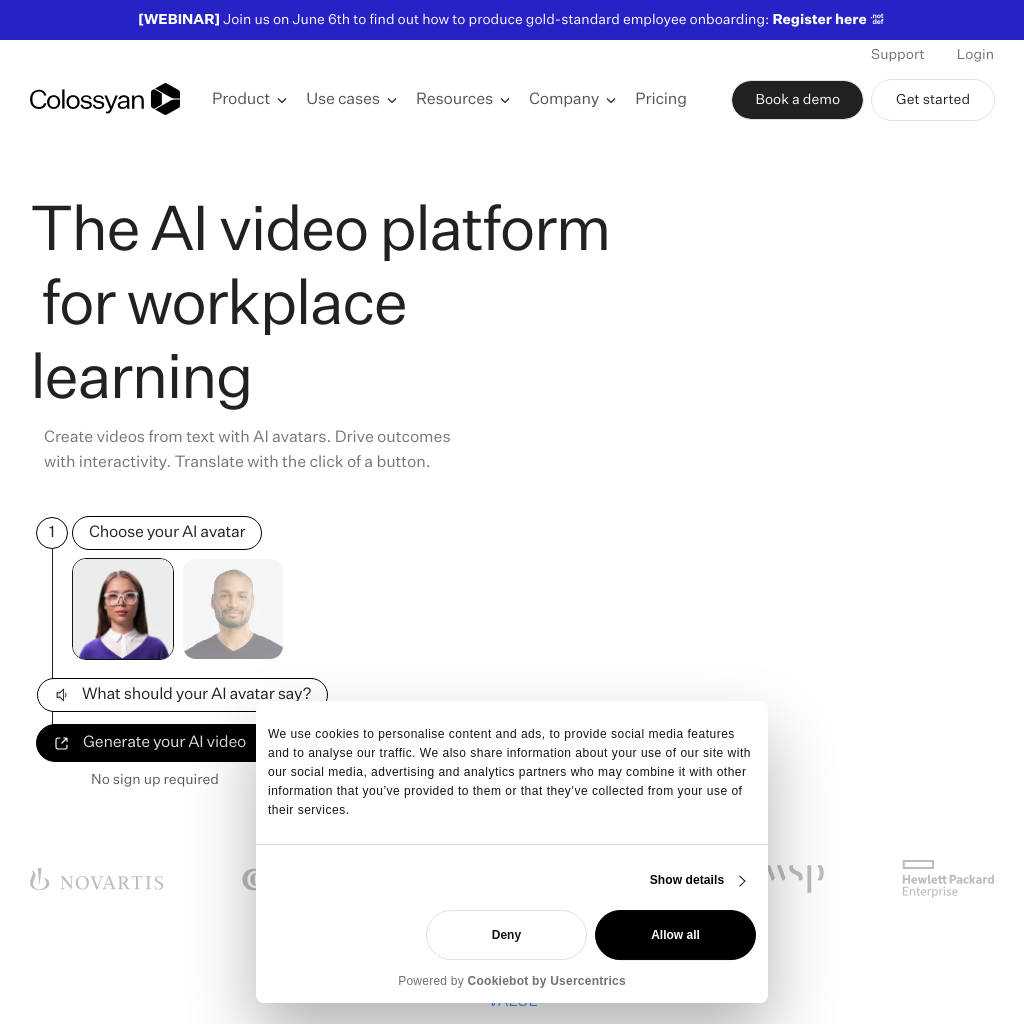 [WEBINAR] Join us on June 6th to find out how to produce gold-standard employee onboarding: Register here
Support Login
Colossyan Product Use cases Resources Company Pricing Book a demo Get started
The AI video platform
for workplace
learning
Create videos from text with AI avatars. Drive outcomes
with interactivity. Translate with the click of a button.
1 Choose your AI avatar
What should your AI avatar say?
Generate your AI video
No sign up required
We use cookies to personalise content and ads, to provide social media features
and to analyse our traffic. We also share information about your use of our site with
our social media, advertising and analytics partners who may combine it with other
information that you’ve provided to them or that they’ve collected from your use of
their services.
Show details
NOVARTIS
wsp
Hewlett Packard
Enterprise
Deny Allow all
Powered by Cookiebot by Usercentrics
VALUE